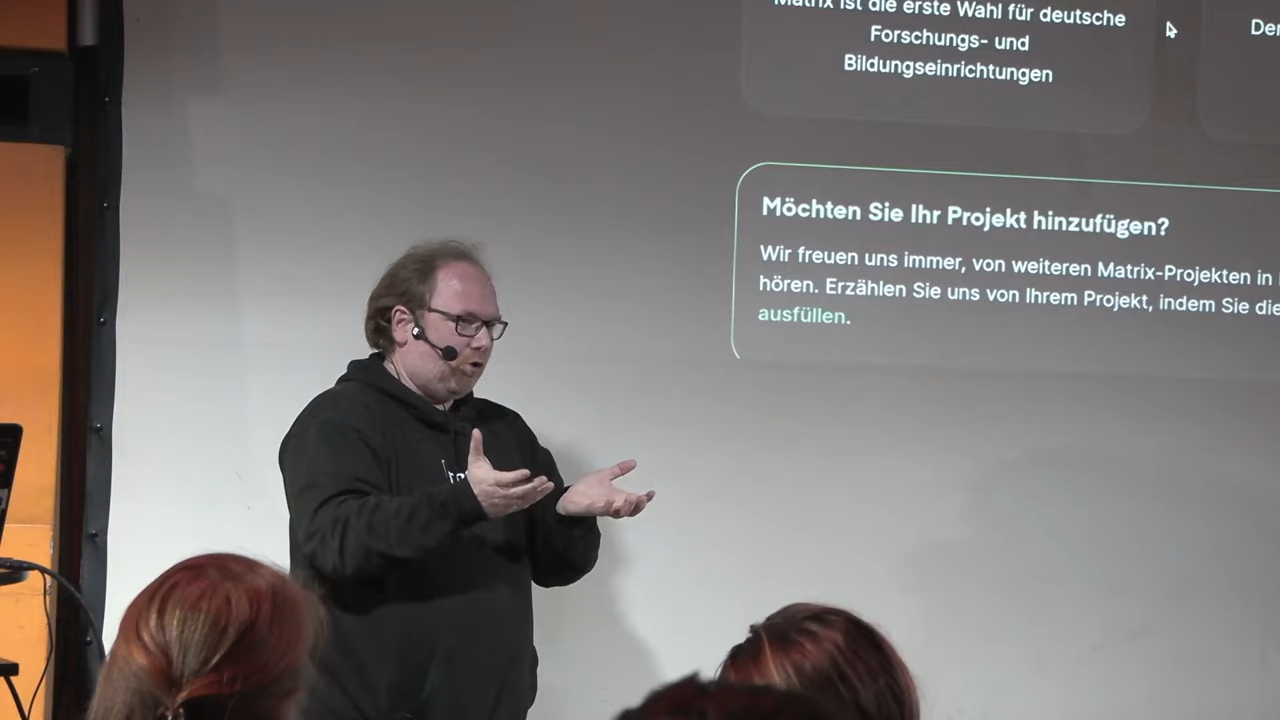 Matrix ist die erste Wahl für deutsche
Forschungs- und
Bildungseinrichtungen
Möchten Sie Ihr Projekt hinzufügen?
Wir freuen uns immer, von weiteren Matrix-Projekten in
hören. Erzählen Sie uns von Ihrem Projekt, indem Sie die
ausfüllen.